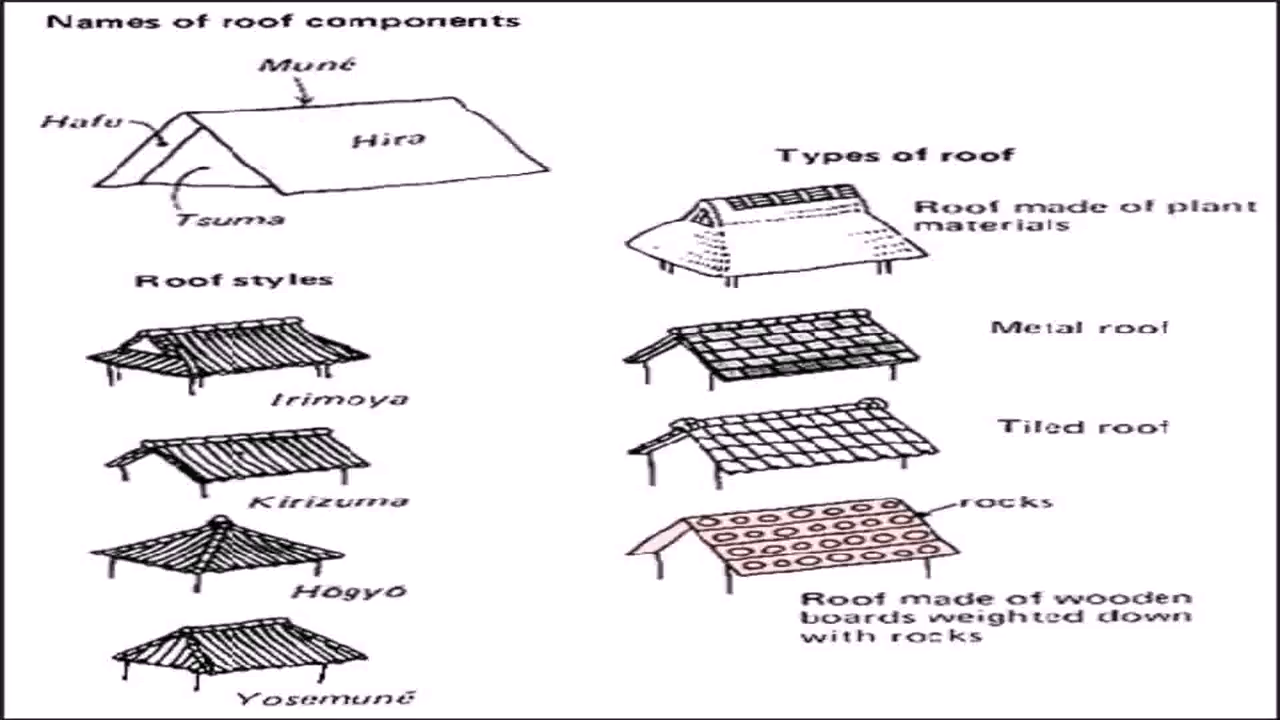 Names of roof components
Muné
Hafu
Hira
Tsuma
Roof styles
Irimoya
Kirizuma
Hōgyō
Yosemuné
Types of roof
Roof made of plant
materials
Metal roof
Tiled roof
rocks
Roof made of wooden
boards weighted down
with rocks